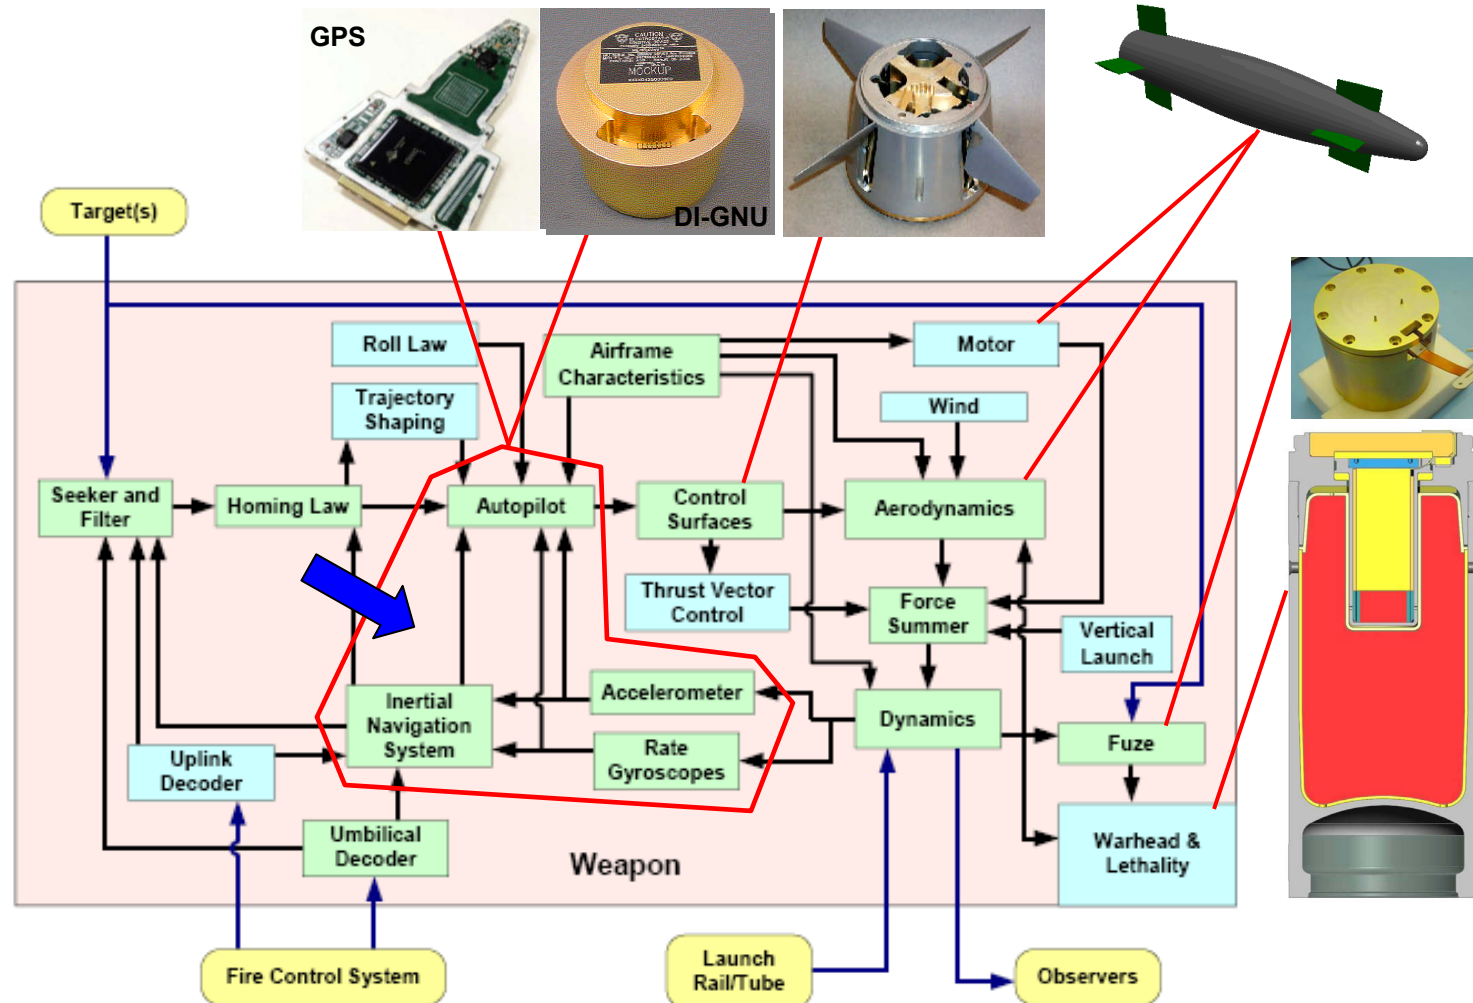 GPS
CAUTION
MOCKUP
DI-GNU
Target(s)
Roll Law
Airframe
Characteristics
Motor
Trajectory
Shaping
Wind
Seeker and
Filter
Homing Law
Autopilot
Control
Surfaces
Aerodynamics
Thrust Vector
Control
Force
Summer
Vertical
Launch
Inertial
Navigation
System
Accelerometer
Dynamics
Rate
Gyroscopes
Fuze
Uplink
Decoder
Umbilical
Decoder
Weapon
Warhead &
Lethality
Fire Control System
Launch
Rail/Tube
Observers